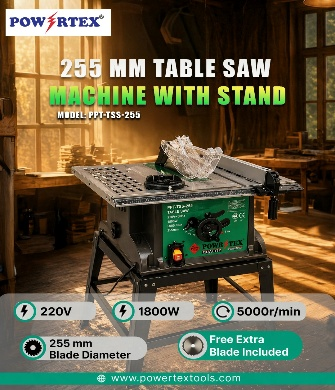 POWERTEX®
255 MM TABLE SAW
MACHINE WITH STAND
MODEL: PPT-TSS-255
POWERTEX
220V
1800W
5000r/min
255 mm
Blade Diameter
Free Extra
Blade Included
www.powertextools.com